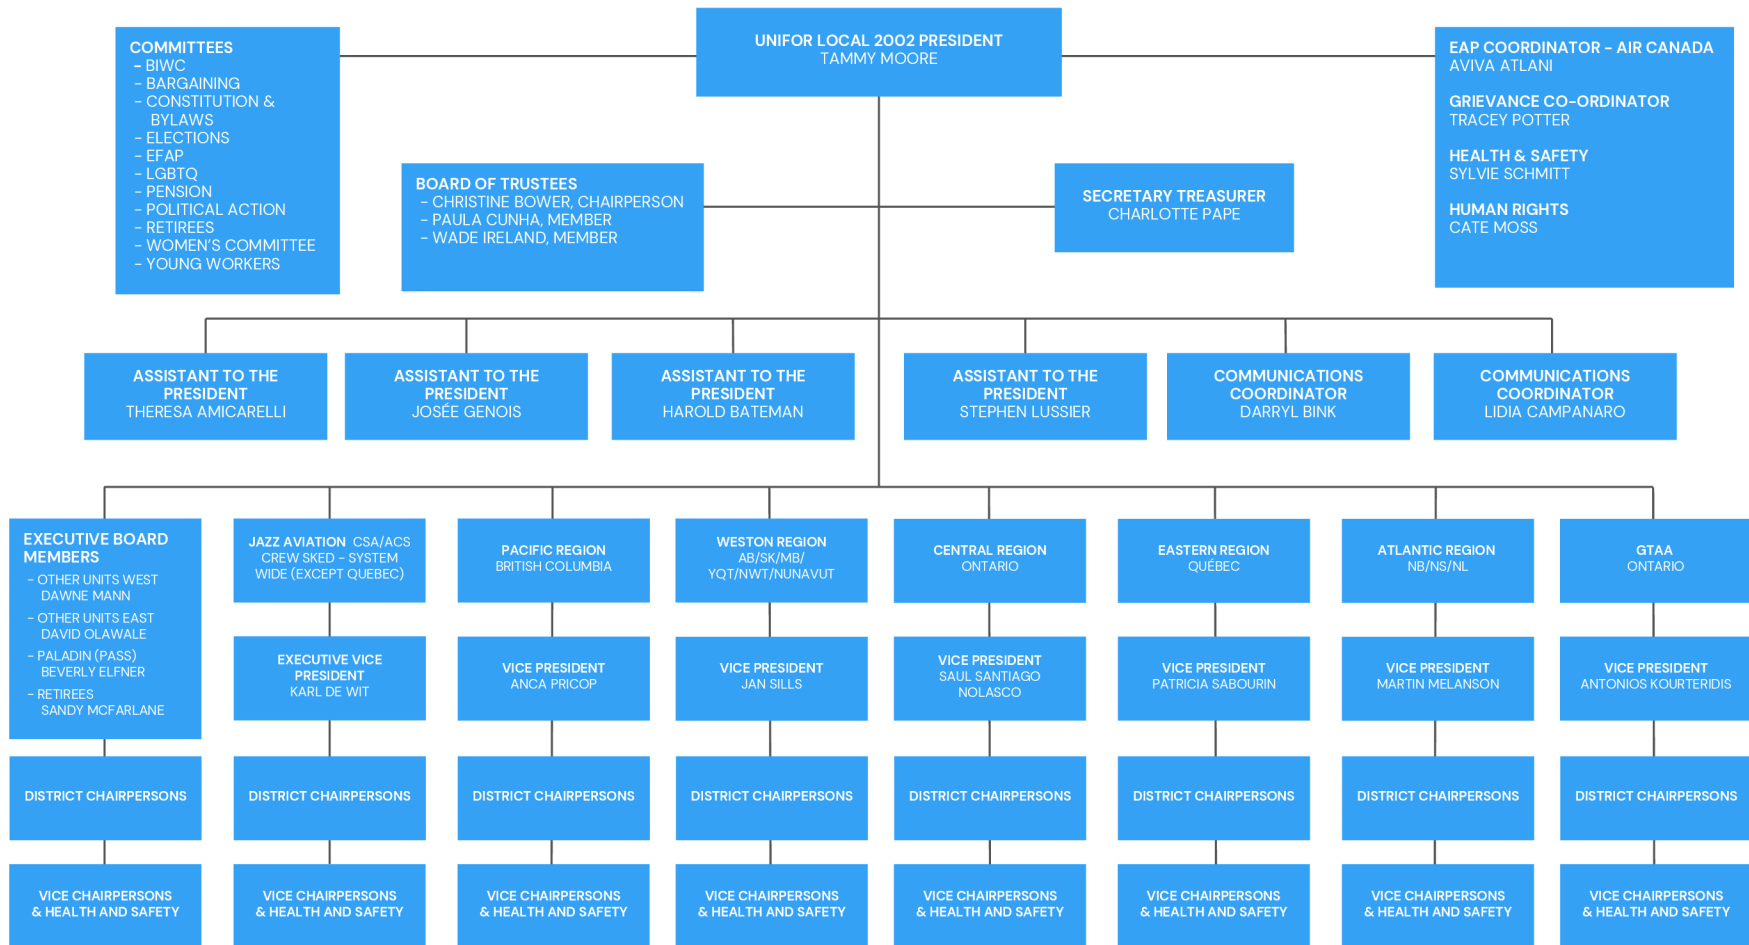 UNIFOR LOCAL 2002 PRESIDENT
TAMMY MOORE
COMMITTEES
- BIWC
- BARGAINING
- CONSTITUTION &
BYLAWS
- ELECTIONS
- EFAP
- LGBTQ
- PENSION
- POLITICAL ACTION
- RETIREES
- WOMEN'S COMMITTEE
- YOUNG WORKERS
EAP COORDINATOR - AIR CANADA
AVIVA ATLANI
GRIEVANCE CO-ORDINATOR
TRACEY POTTER
HEALTH & SAFETY
SYLVIE SCHMITT
HUMAN RIGHTS
CATE MOSS
BOARD OF TRUSTEES
- CHRISTINE BOWER, CHAIRPERSON
- PAULA CUNHA, MEMBER
- WADE IRELAND, MEMBER
SECRETARY TREASURER
CHARLOTTE PAPE
ASSISTANT TO THE
PRESIDENT
THERESA AMICARELLI
ASSISTANT TO THE
PRESIDENT
JOSÉE GENOIS
ASSISTANT TO THE
PRESIDENT
HAROLD BATEMAN
ASSISTANT TO THE
PRESIDENT
STEPHEN LUSSIER
COMMUNICATIONS
COORDINATOR
DARRYL BINK
COMMUNICATIONS
COORDINATOR
LIDIA CAMPANARO
EXECUTIVE BOARD
MEMBERS
- OTHER UNITS WEST
DAWNE MANN
- OTHER UNITS EAST
DAVID OLAWALE
- PALADIN (PASS)
BEVERLY ELFNER
- RETIREES
SANDY MCFARLANE
JAZZ AVIATION CSA/ACS
CREW SKED - SYSTEM
WIDE (EXCEPT QUEBEC)
PACIFIC REGION
BRITISH COLUMBIA
WESTON REGION
AB/SK/MB/
YQT/NWT/NUNAVUT
CENTRAL REGION
ONTARIO
EASTERN REGION
QUÉBEC
ATLANTIC REGION
NB/NS/NL
GTAA
ONTARIO
EXECUTIVE VICE
PRESIDENT
KARL DE WIT
VICE PRESIDENT
ANCA PRICOP
VICE PRESIDENT
JAN SILLS
VICE PRESIDENT
SAUL SANTIAGO
NOLASCO
VICE PRESIDENT
PATRICIA SABOURIN
VICE PRESIDENT
MARTIN MELANSON
VICE PRESIDENT
ANTONIOS KOURTERIDIS
DISTRICT CHAIRPERSONS
DISTRICT CHAIRPERSONS
DISTRICT CHAIRPERSONS
DISTRICT CHAIRPERSONS
DISTRICT CHAIRPERSONS
DISTRICT CHAIRPERSONS
DISTRICT CHAIRPERSONS
DISTRICT CHAIRPERSONS
VICE CHAIRPERSONS
& HEALTH AND SAFETY
VICE CHAIRPERSONS
& HEALTH AND SAFETY
VICE CHAIRPERSONS
& HEALTH AND SAFETY
VICE CHAIRPERSONS
& HEALTH AND SAFETY
VICE CHAIRPERSONS
& HEALTH AND SAFETY
VICE CHAIRPERSONS
& HEALTH AND SAFETY
VICE CHAIRPERSONS
& HEALTH AND SAFETY
VICE CHAIRPERSONS
& HEALTH AND SAFETY